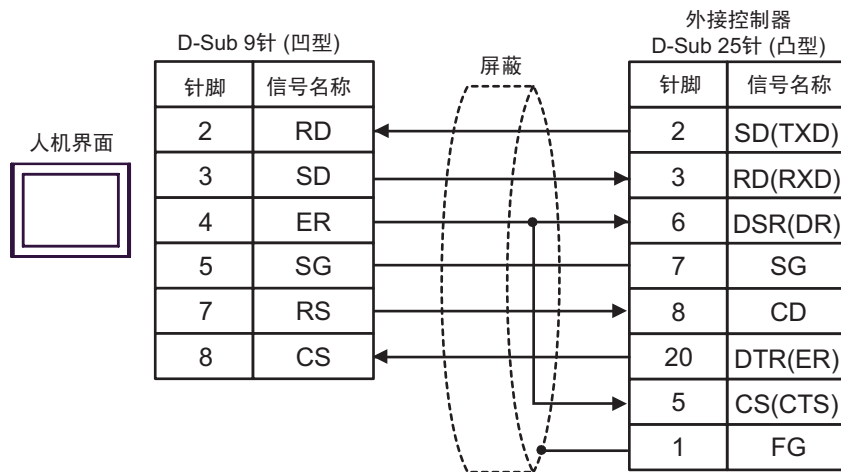 外接控制器
D-Sub 9针 (凹型)
D-Sub 25针 (凸型)
屏蔽
针脚 信号名称
针脚 信号名称
人机界面
2 RD
2 SD(TXD)
3 SD
3 RD(RXD)
4 ER
6 DSR(DR)
5 SG
7 SG
7 RS
8 CD
8 CS
20 DTR(ER)
5 CS(CTS)
1 FG